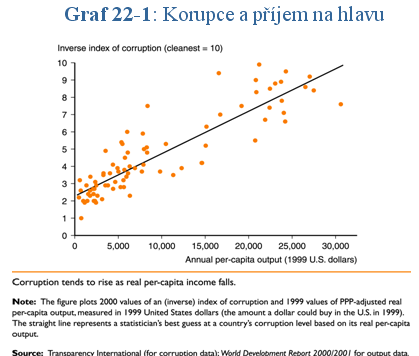 Graf 22-1: Korupce a příjem na hlavu
Inverse index of corruption (cleanest = 10)
10
9
8
7
6
5
4
3
2
1
0
0
5,000
10,000
15,000
20,000
25,000
30,000
Annual per-capita output (1999 U.S. dollars)
Corruption tends to rise as real per-capita income falls.
Note: The figure plots 2000 values of an (inverse) index of corruption and 1999 values of PPP-adjusted real
per-capita output, measured in 1999 United States dollars (the amount a dollar could buy in the U.S. in 1999).
The straight line represents a statistician's best guess at a country's corruption level based on its real per-capita
output.
Source: Transparency International (for corruption data); World Development Report 2000/2001 for output data.